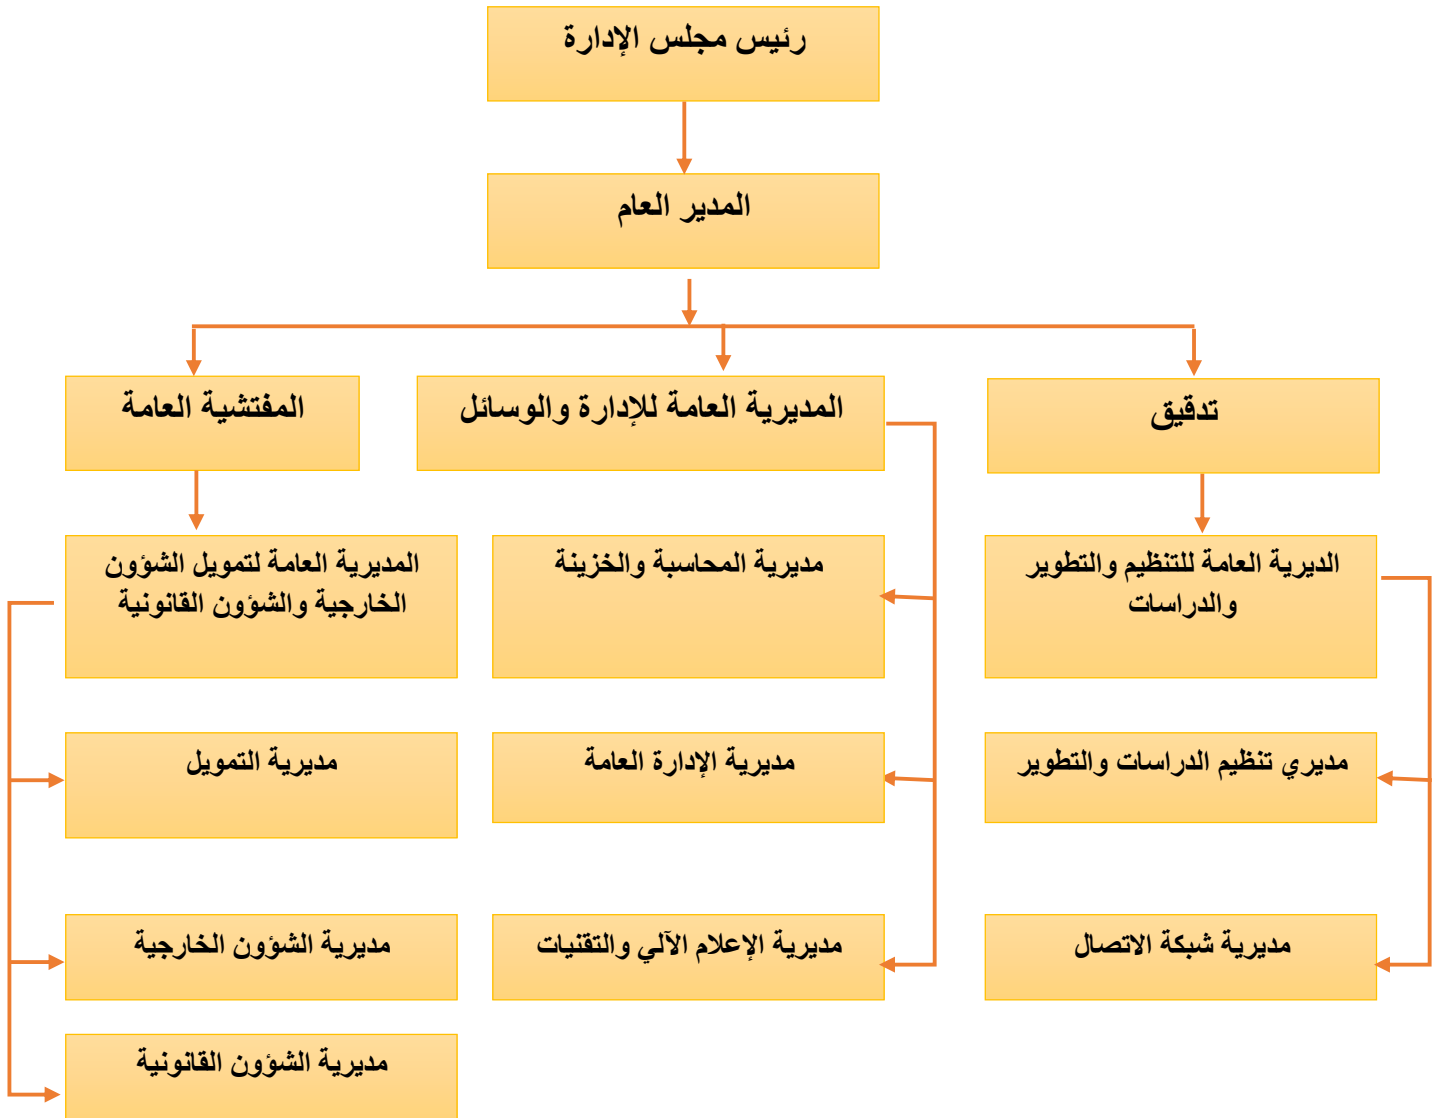 رئيس مجلس الإدارة
المدير العام
تدقيق
المديرية العامة للإدارة والوسائل
المفتشية العامة
الديرية العامة للتنظيم والتطوير
والدراسات
مديرية المحاسبة والخزينة
المديرية العامة لتمويل الشؤون
الخارجية والشؤون القانونية
مديري تنظيم الدراسات والتطوير
مديرية الإدارة العامة
مديرية التمويل
مديرية شبكة الاتصال
مديرية الإعلام الآلي والتقنيات
مديرية الشؤون الخارجية
مديرية الشؤون القانونية